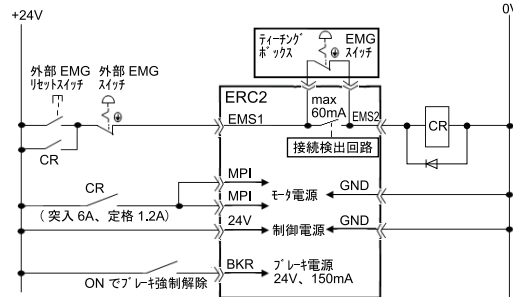 +24V
0V
ティーチング
ボックス
EMG
スイッチ
外部 EMG
リセットスイッチ
外部 EMG
スイッチ
ERC2
EMS1
max
60mA
EMS2
CR
接続検出回路
CR
MPI
CR
MPI
モータ電源
GND
(突入 6A、定格 1.2A)
24V
制御電源
GND
BKR
ブレーキ電源
24V、150mA
ON でブレーキ強制解除